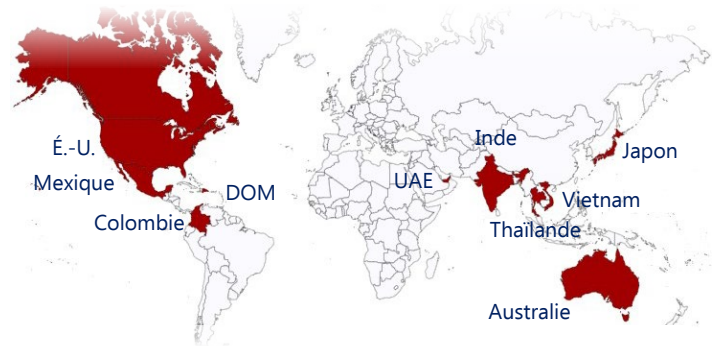 Inde
É.-U.
Japon
Mexique
UAE
DOM
Vietnam
Colombie
Thaïlande
Australie